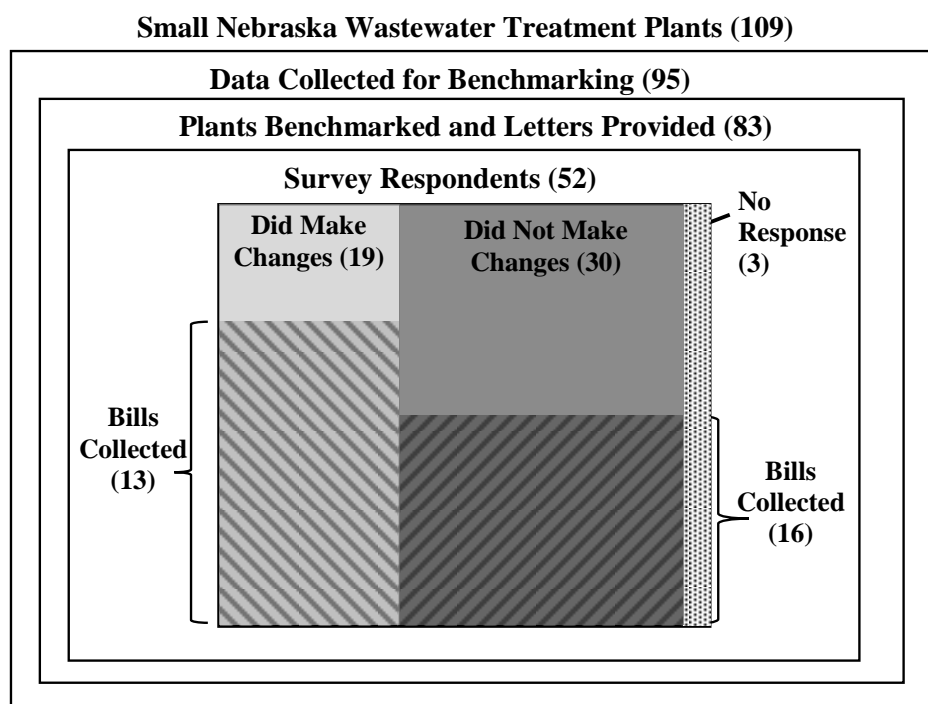 Small Nebraska Wastewater Treatment Plants (109)
Data Collected for Benchmarking (95)
Plants Benchmarked and Letters Provided (83)
Survey Respondents (52)
Did Make
Changes (19)
Did Not Make
Changes (30)
No
Response
(3)
Bills
Collected
(13)
Bills
Collected
(16)